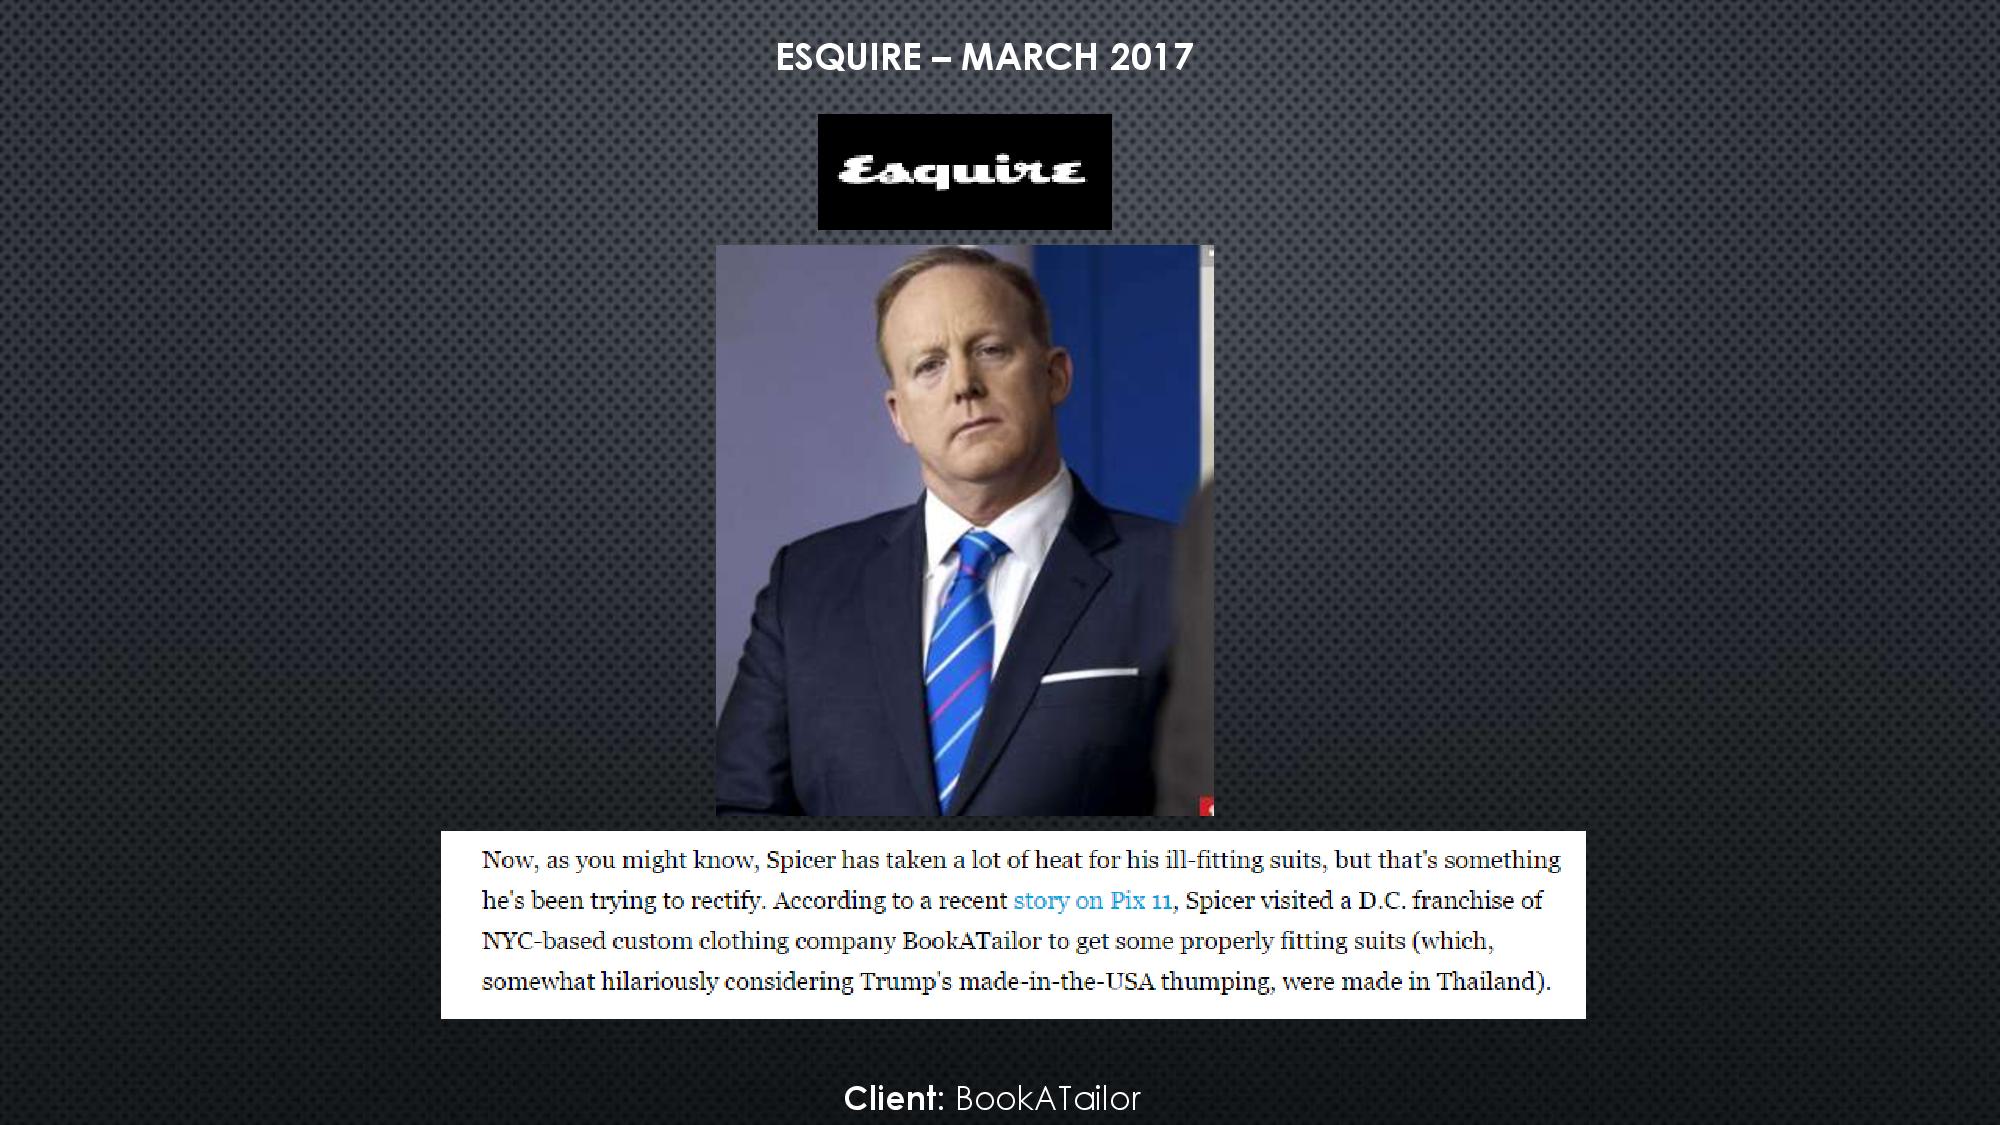 ESQUIRE – MARCH 2017
Esquire
Now, as you might know, Spicer has taken a lot of heat for his ill-fitting suits, but that's something
he's been trying to rectify. According to a recent story on Pix 11, Spicer visited a D.C. franchise of
NYC-based custom clothing company BookATailor to get some properly fitting suits (which,
somewhat hilariously considering Trump's made-in-the-USA thumping, were made in Thailand).
Client: BookATailor